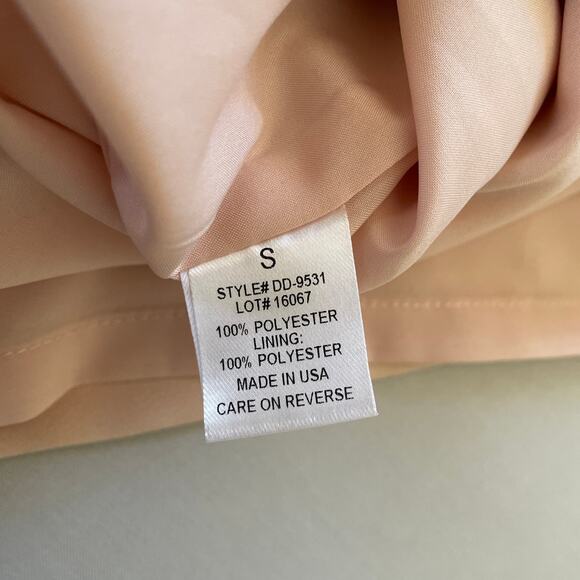 S
STYLE# DD-9531
LOT# 16067
100% POLYESTER
LINING:
100% POLYESTER
MADE IN USA
CARE ON REVERSE